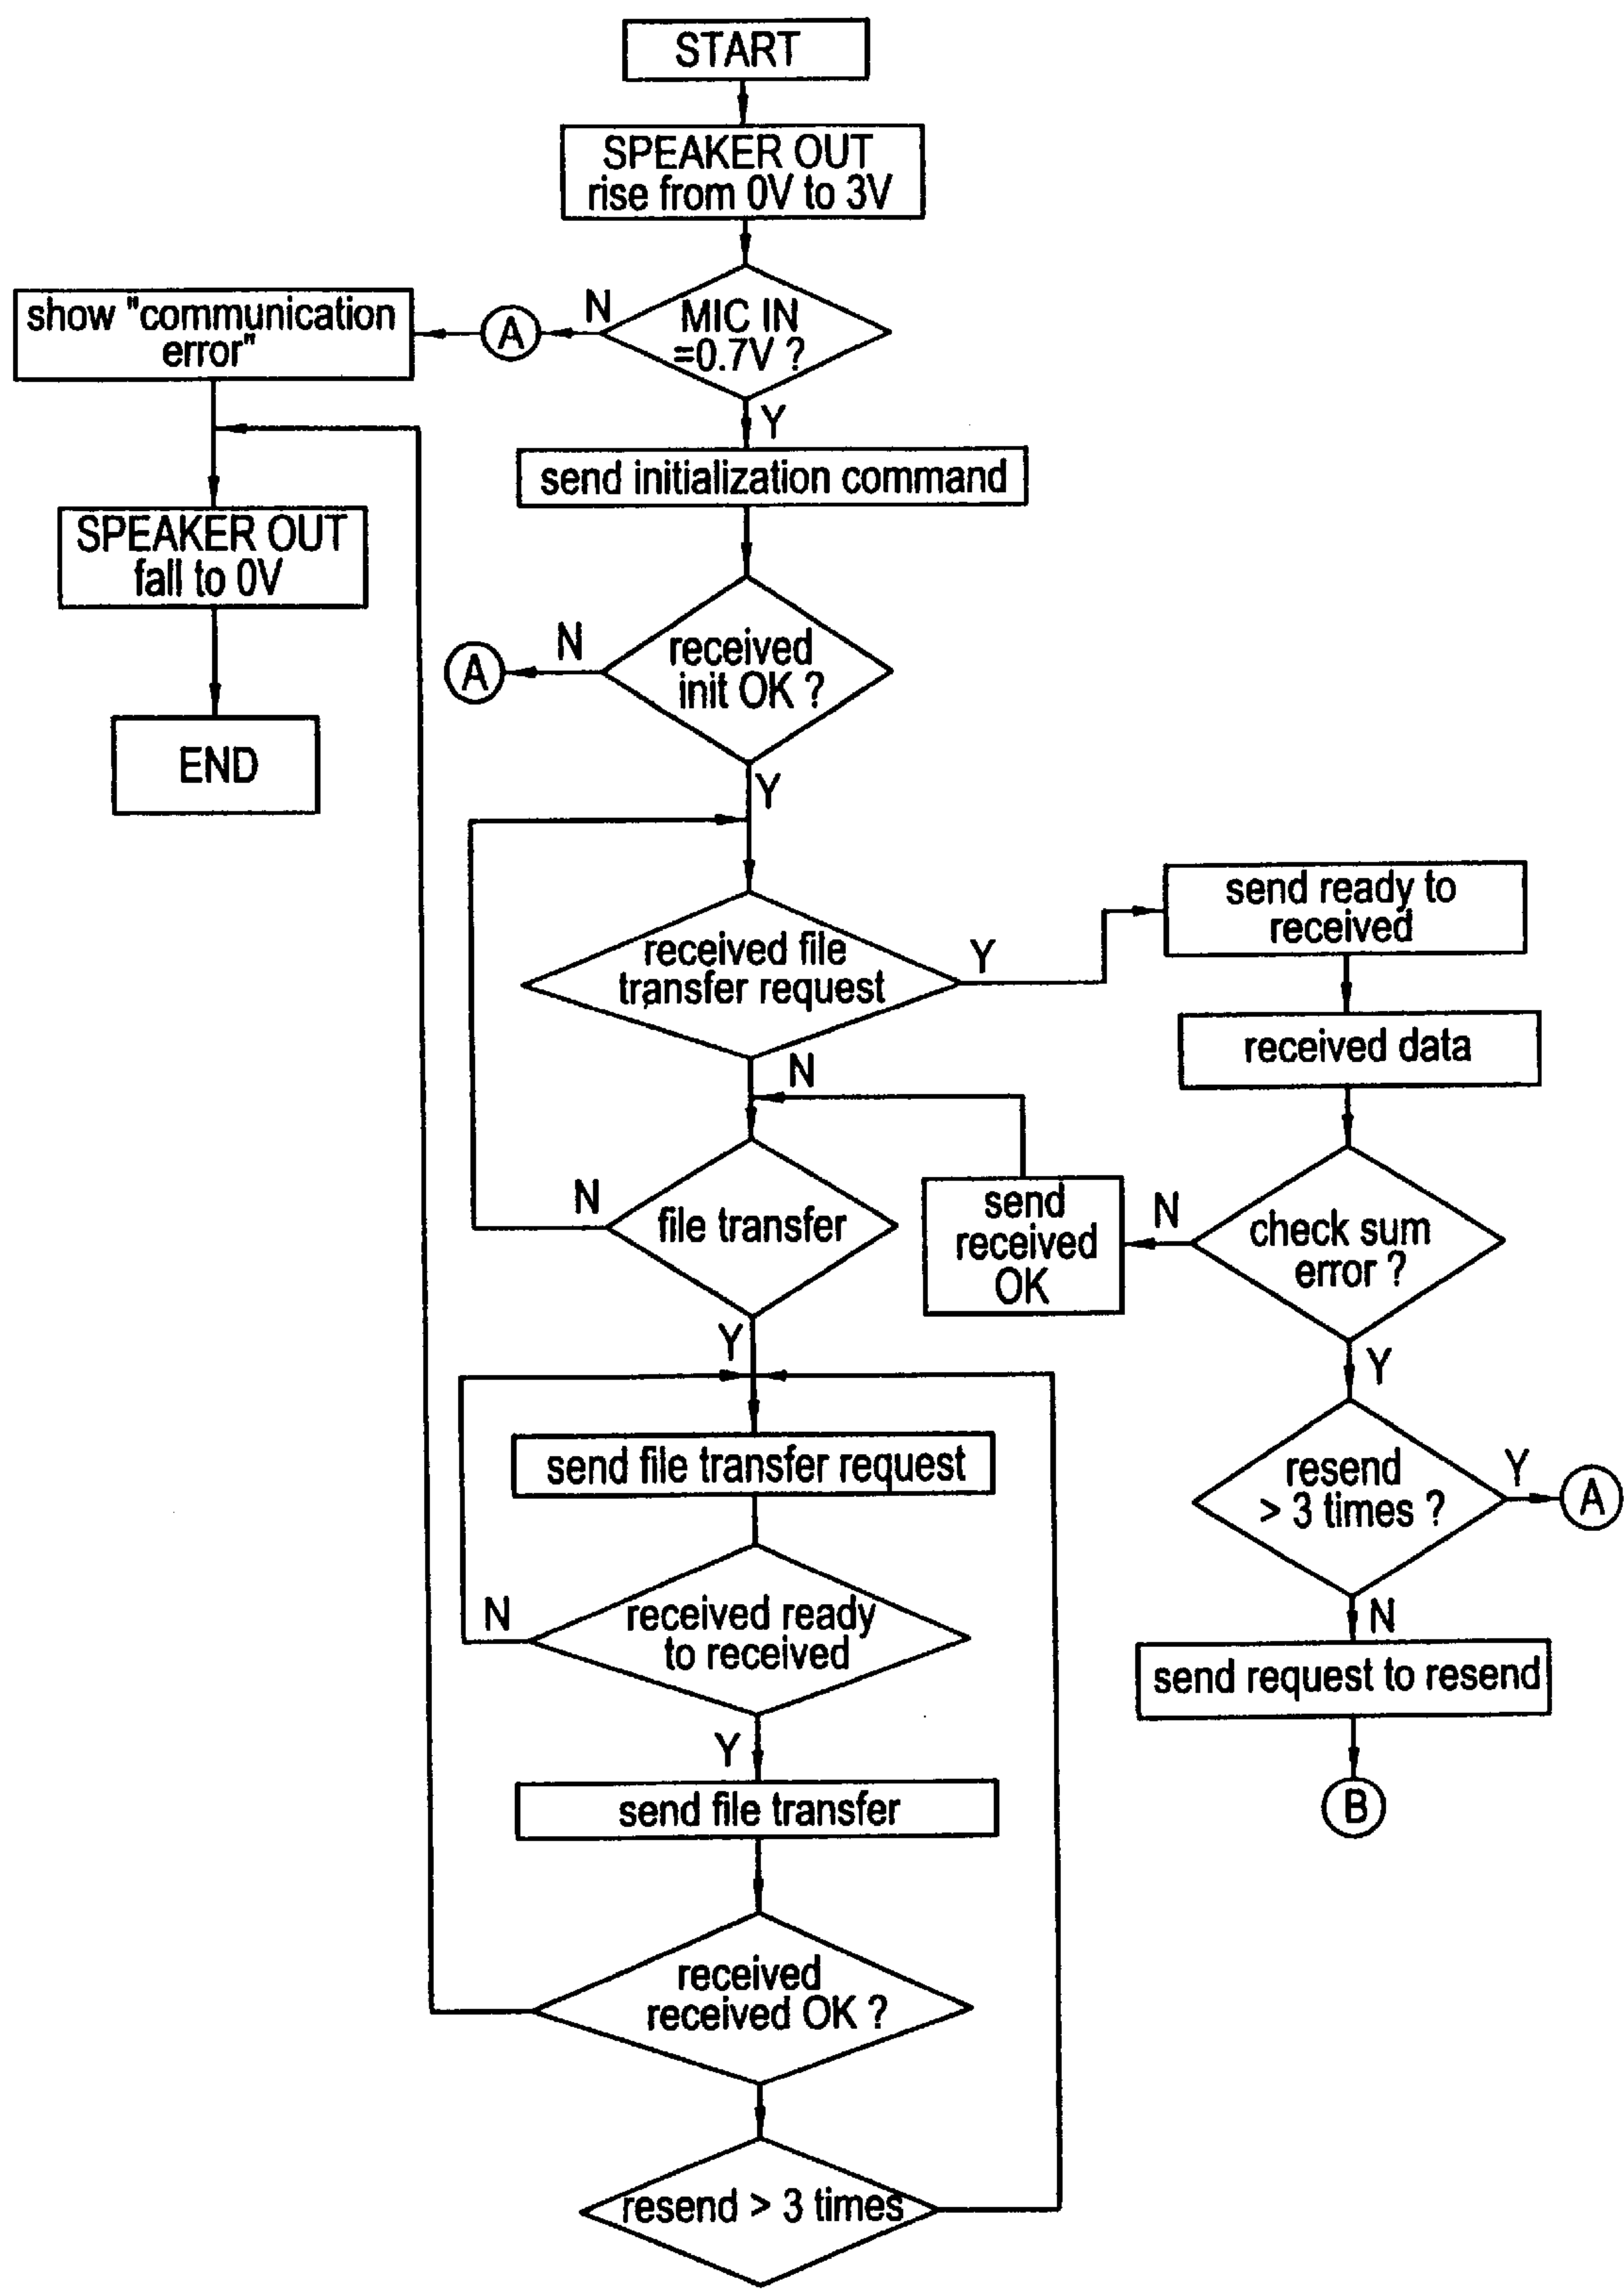 START
SPEAKER OUT
rise from 0V to 3V
MIC IN
=0.7V ?
N
A
show "communication
error"
Y
send initialization command
SPEAKER OUT
fall to 0V
END
received
init OK ?
N
A
Y
received file
transfer request
Y
send ready to
received
received data
N
file transfer
N
send
received
OK
N
check sum
error ?
Y
Y
send file transfer request
resend
> 3 times ?
Y
A
N
received ready
to received
N
send request to resend
B
Y
send file transfer
received
received OK ?
resend > 3 times